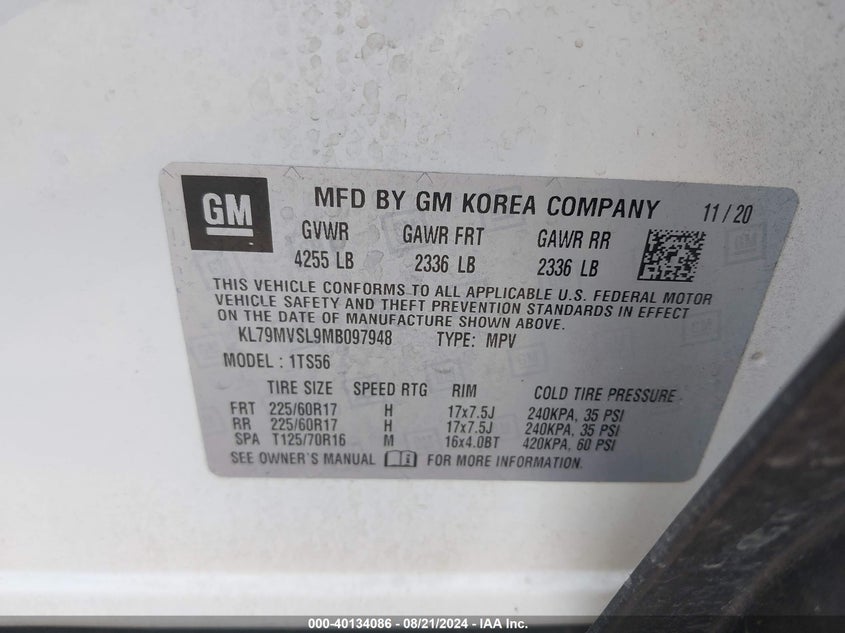 GM
MFD BY GM KOREA COMPANY 11/20
GVWR GAWR FRT GAWR RR
4255 LB 2336 LB 2336 LB
THIS VEHICLE CONFORMS TO ALL APPLICABLE U.S. FEDERAL MOTOR
VEHICLE SAFETY AND THEFT PREVENTION STANDARDS IN EFFECT
ON THE DATE OF MANUFACTURE SHOWN ABOVE.
KL79MVSL9MB097948 TYPE: MPV
MODEL : 1TS56
TIRE SIZE SPEED RTG RIM COLD TIRE PRESSURE
FRT 225/60R17 H 17x7.5J 240KPA, 35 PSI
RR 225/60R17 H 17x7.5J 240KPA, 35 PSI
SPA T125/70R16 M 16x4.0BT 420KPA, 60 PSI
SEE OWNER'S MANUAL FOR MORE INFORMATION.
000-40134086 - 08/21/2024 - IAA Inc.